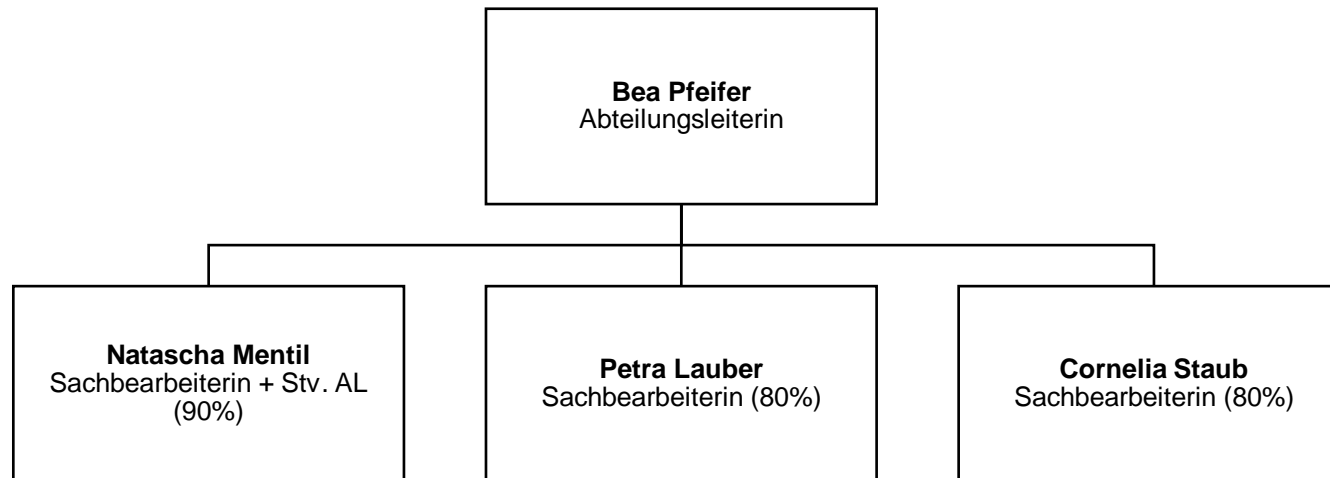 Bea Pfeifer
Abteilungsleiterin
Natascha Mentil
Sachbearbeiterin + Stv. AL
(90%)
Petra Lauber
Sachbearbeiterin (80%)
Cornelia Staub
Sachbearbeiterin (80%)